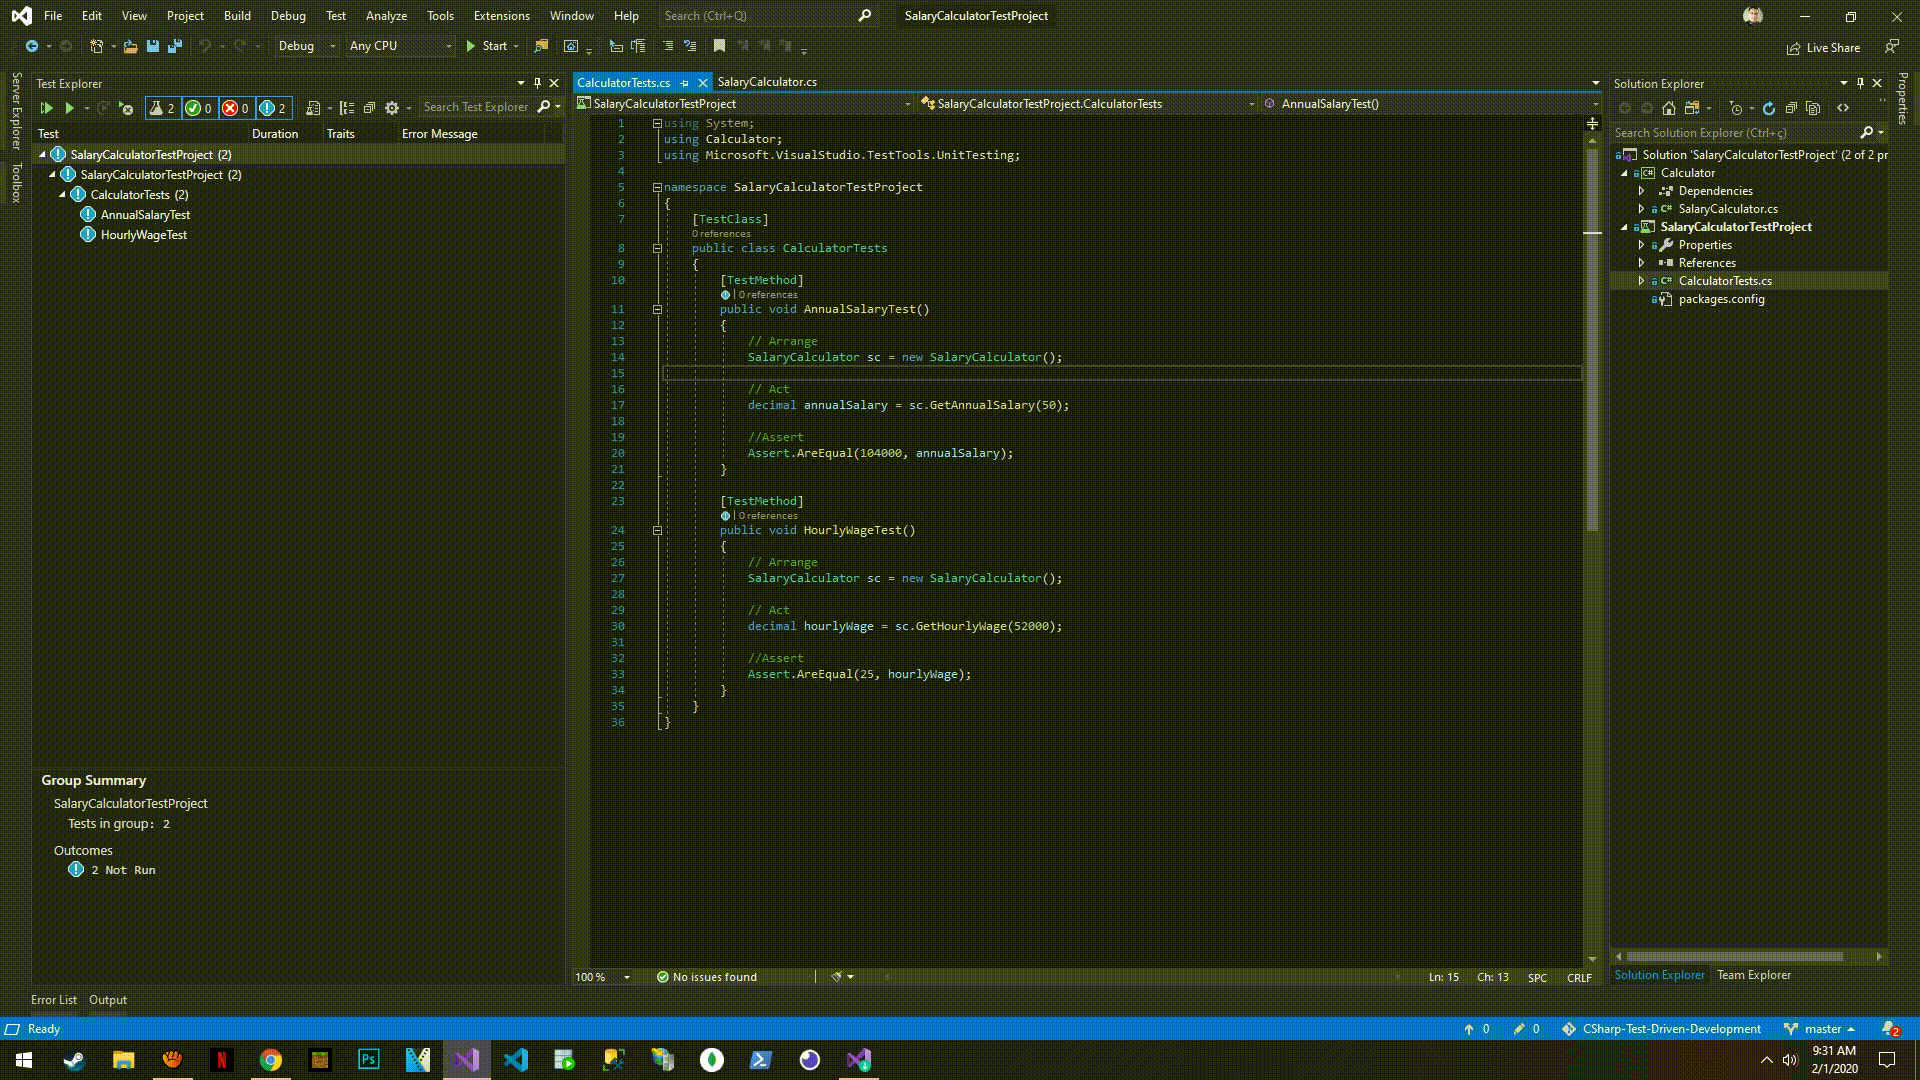 File Edit View Project Build Debug Test Analyze Tools Extensions Window Help Search (Ctrl+Q) SalaryCalculatorTestProject
Debug Any CPU Start Live Share
Server Explorer
Toolbox
Test Explorer
2 0 0 2 Search Test Explorer
Test Duration Traits Error Message
SalaryCalculatorTestProject (2)
SalaryCalculatorTestProject (2)
CalculatorTests (2)
AnnualSalaryTest
HourlyWageTest
Group Summary
SalaryCalculatorTestProject
Tests in group: 2
Outcomes
2 Not Run
CalculatorTests.cs SalaryCalculator.cs
SalaryCalculatorTestProject SalaryCalculatorTestProject.CalculatorTests AnnualSalaryTest()
1 using System;
2 using Calculator;
3 using Microsoft.VisualStudio.TestTools.UnitTesting;
4
5 namespace SalaryCalculatorTestProject
6 {
7 [TestClass]
0 references
8 public class CalculatorTests
9 {
10 [TestMethod]
0 references
11 public void AnnualSalaryTest()
12 {
13 // Arrange
14 SalaryCalculator sc = new SalaryCalculator();
15
16 // Act
17 decimal annualSalary = sc.GetAnnualSalary(50);
18
19 //Assert
20 Assert.AreEqual(104000, annualSalary);
21 }
22
23 [TestMethod]
0 references
24 public void HourlyWageTest()
25 {
26 // Arrange
27 SalaryCalculator sc = new SalaryCalculator();
28
29 // Act
30 decimal hourlyWage = sc.GetHourlyWage(52000);
31
32 //Assert
33 Assert.AreEqual(25, hourlyWage);
34 }
35 }
36 }
100 % No issues found Ln: 15 Ch: 13 SPC CRLF
Solution Explorer
Search Solution Explorer (Ctrl+ç)
Solution 'SalaryCalculatorTestProject' (2 of 2 pr
C# Calculator
Dependencies
C# SalaryCalculator.cs
SalaryCalculatorTestProject
Properties
References
C# CalculatorTests.cs
packages.config
Solution Explorer Team Explorer
Properties
Error List Output
Ready 0 0 CSharp-Test-Driven-Development master 2
N Ps 9:31 AM
2/1/2020